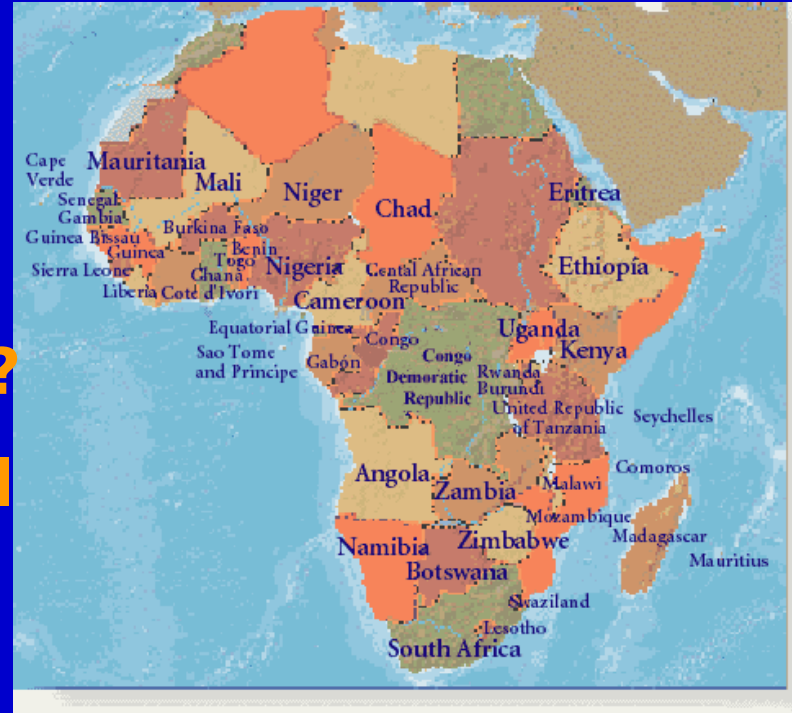 Cape
Verde
Mauritania
Mali
Niger
Chad
Eritrea
Senegal
Gambia
Guinea Bissau
Guinea
Burkina Faso
Benin
Togo
Ghana
Nigeria
Sierra Leone
Liberia
Coté d'Ivori
Cental African
Republic
Ethiopia
Cameroon
Equatorial Guinea
Sao Tome
and Principe
Gabón
Congo
Congo
Democratic
Republic
Uganda
Kenya
Rwanda
Burundi
United Republic
of Tanzania
Seychelles
Comoros
Angola
Zambia
Malawi
Mozambique
Madagascar
Mauritius
Namibia
Zimbabwe
Botswana
Swaziland
Lesotho
South Africa
?